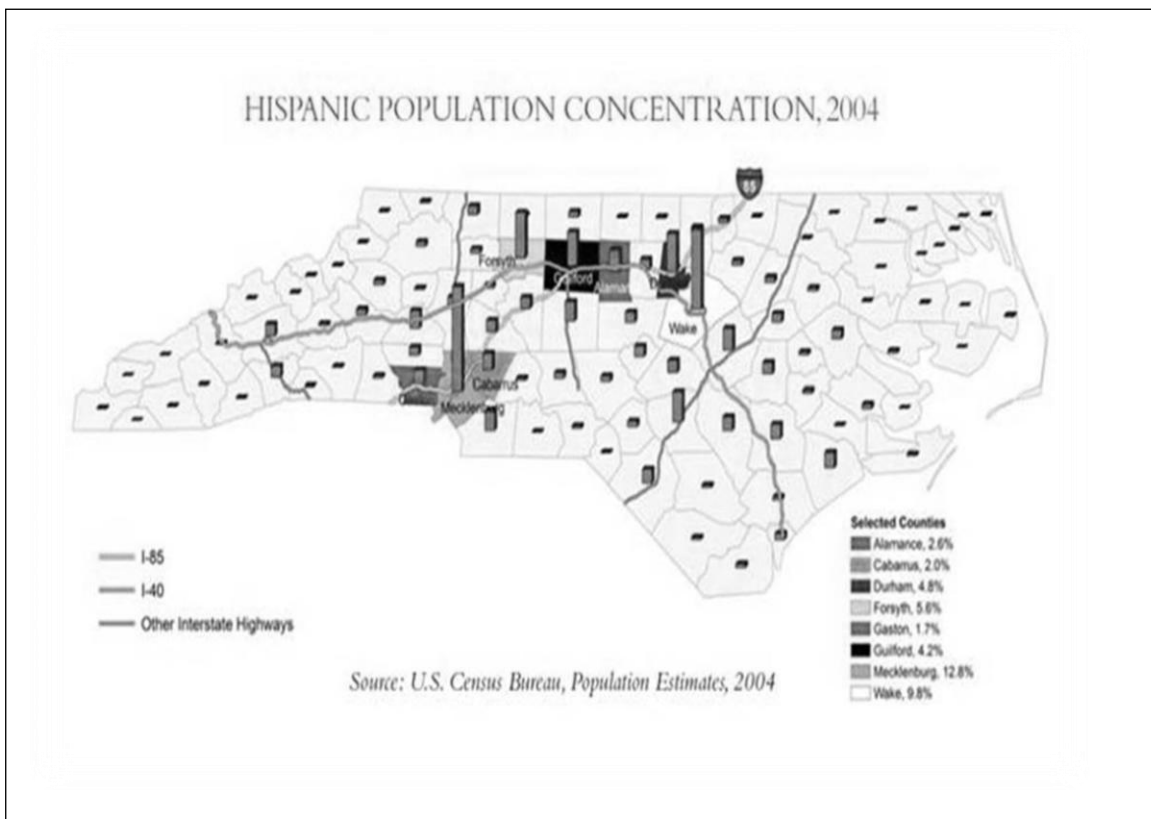 HISPANIC POPULATION CONCENTRATION, 2004
85
Forsyth
Guilford
Alamance
Wake
Cabrarrus
Mecklenburg
Selected Counties
Alamance, 2.6%
Cabarrus, 2.0%
Durham, 4.8%
Forsyth, 5.6%
Gaston, 1.7%
Guilford, 4.2%
Mecklenburg, 12.8%
Wake, 9.8%
I-85
I-40
Other Interstate Highways
Source: U.S. Census Bureau, Population Estimates, 2004